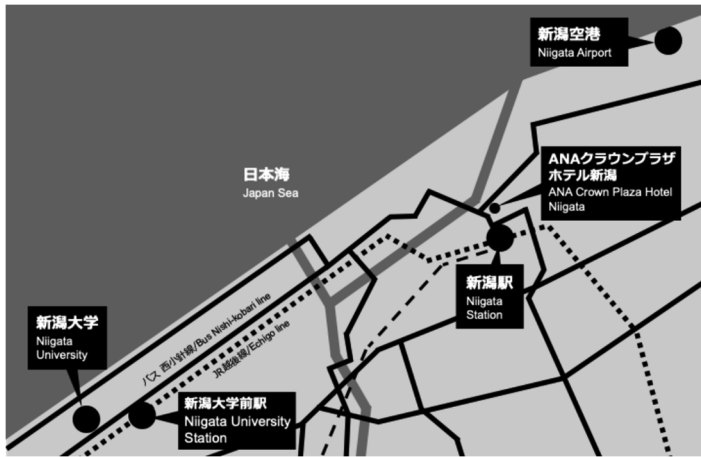 新潟空港
Niigata Airport
ANAクラウンプラザ
ホテル新潟
ANA Crown Plaza Hotel
Niigata
日本海
Japan Sea
新潟駅
Niigata
Station
バス 西小針線/Bus Nishi-kobari line
JR越後線/Echigo line
新潟大学
Niigata
University
新潟大学前駅
Niigata University
Station